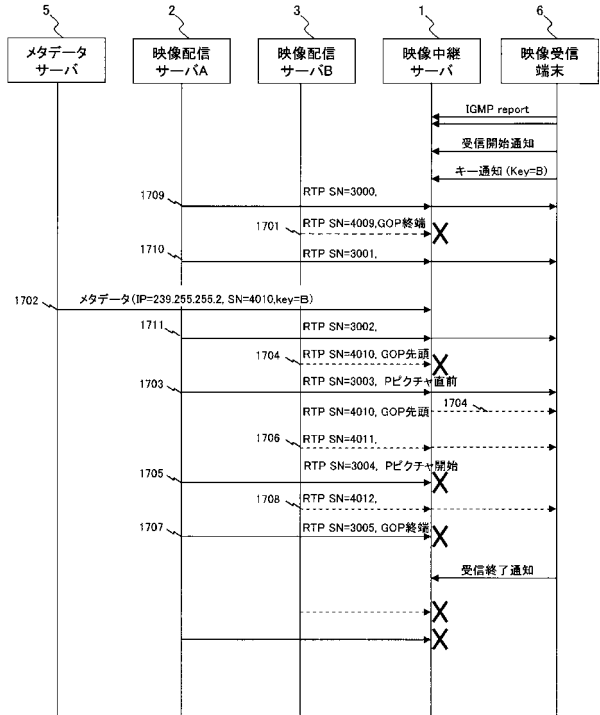 5
2
3
1
6
メタデータ
サーバ
映像配信
サーバA
映像配信
サーバB
映像中継
サーバ
映像受信
端末
IGMP report
受信開始通知
キー通知 (Key=B)
1709
RTP SN=3000,
1701
RTP SN=4009,GOP終端
1710
RTP SN=3001,
1702
メタデータ(IP=239.255.255.2, SN=4010,key=B)
1711
RTP SN=3002,
1704
RTP SN=4010, GOP先頭
1703
RTP SN=3003, Pピクチャ直前
RTP SN=4010, GOP先頭
1704
1706
RTP SN=4011,
RTP SN=3004, Pピクチャ開始
1705
1708
RTP SN=4012,
1707
RTP SN=3005, GOP終端
受信終了通知